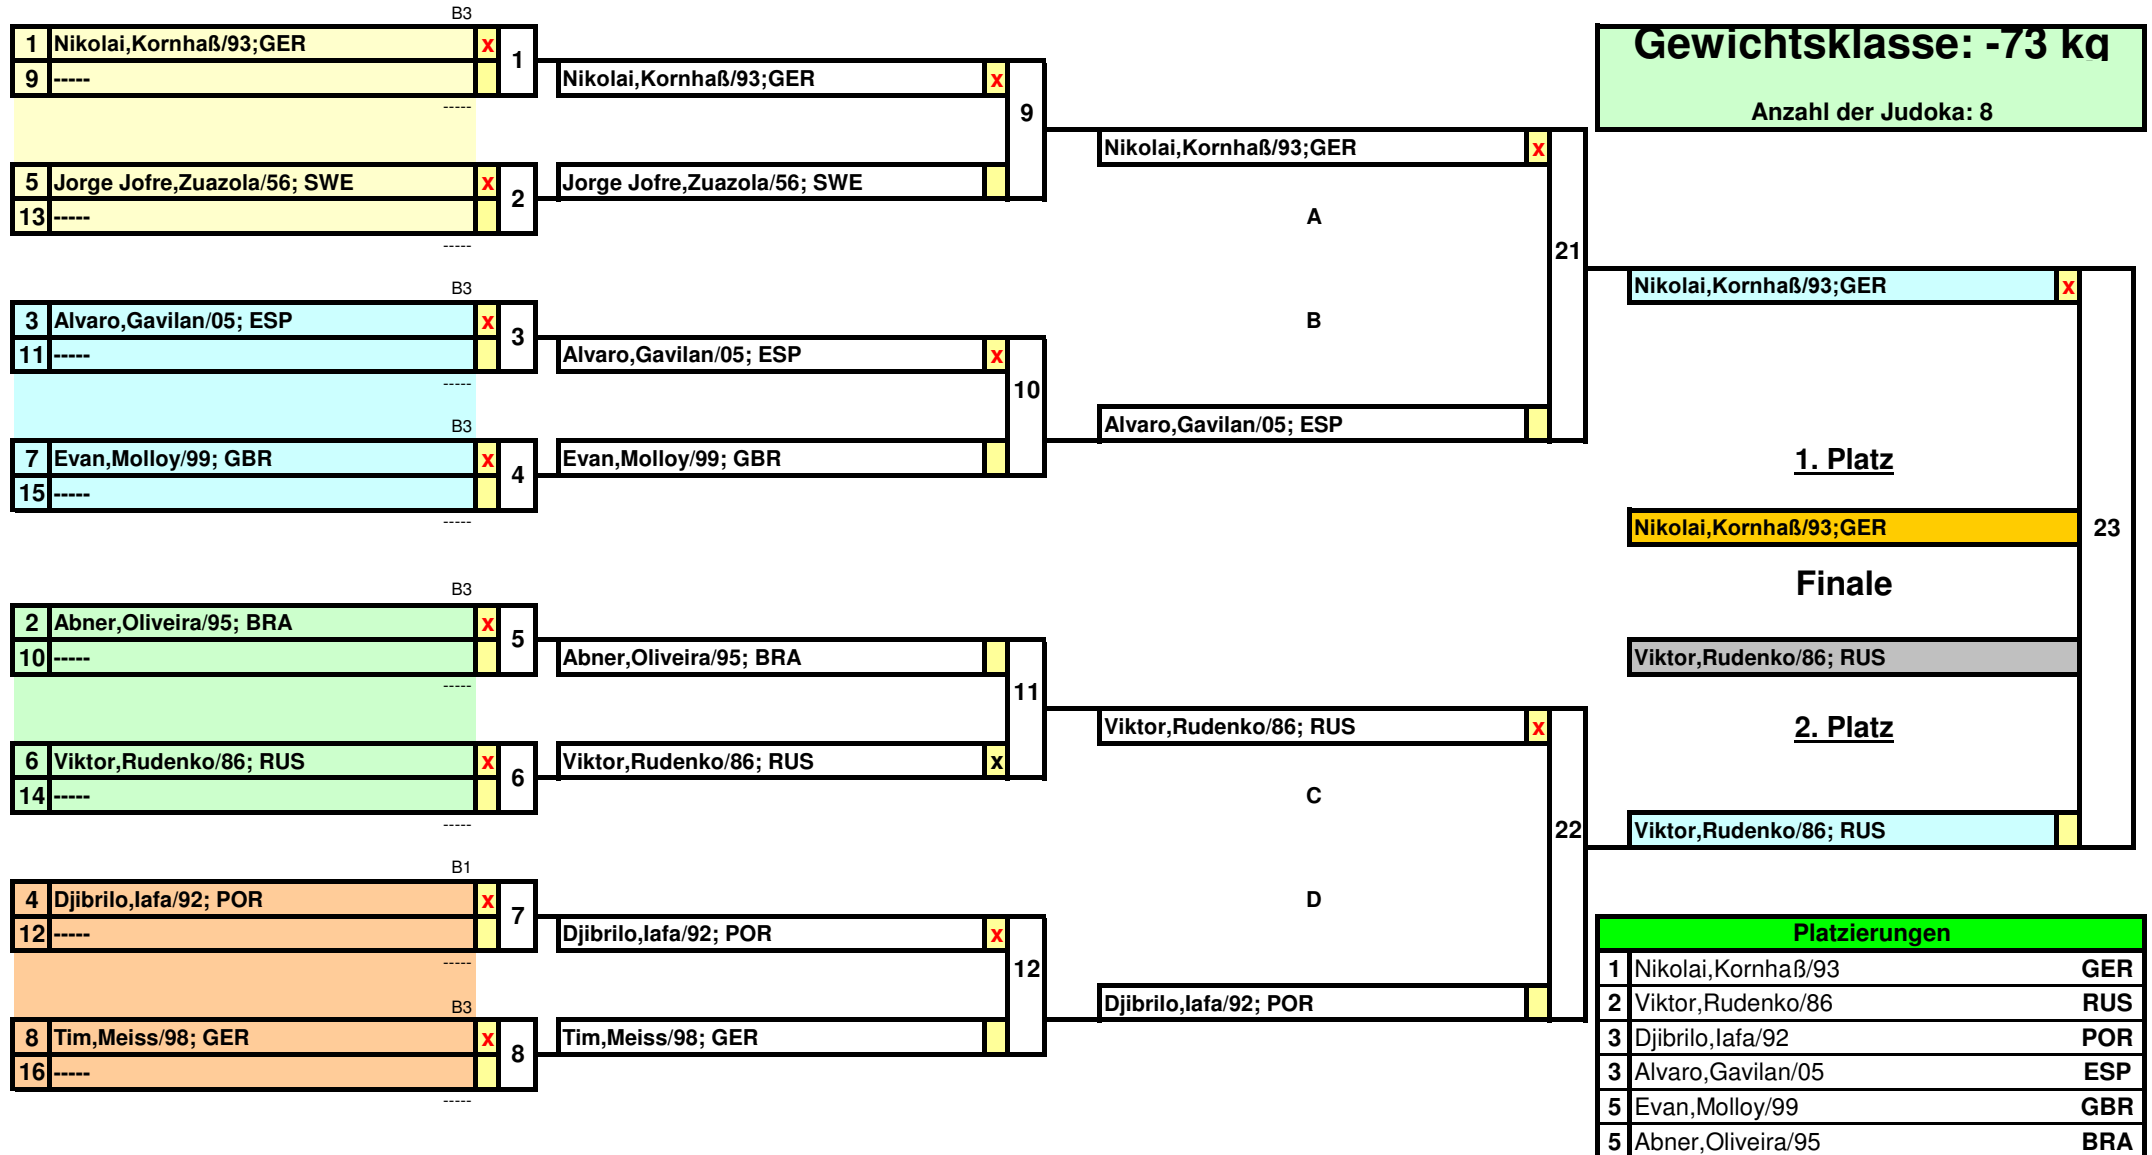 B3
1 Nikolai,Kornhaß/93;GER x 1
9 -----
-----
5 Jorge Jofre,Zuazola/56; SWE x 2
13 -----
-----
B3
3 Alvaro,Gavilan/05; ESP x 3
11 -----
-----
B3
7 Evan,Molloy/99; GBR x 4
15 -----
-----
B3
2 Abner,Oliveira/95; BRA x 5
10 -----
-----
6 Viktor,Rudenko/86; RUS x 6
14 -----
-----
B1
4 Djibrilo,Iafa/92; POR x 7
12 -----
-----
B3
8 Tim,Meiss/98; GER x 8
16 -----
-----
Nikolai,Kornhaß/93;GER x
9
Jorge Jofre,Zuazola/56; SWE
Alvaro,Gavilan/05; ESP x
10
Evan,Molloy/99; GBR
Abner,Oliveira/95; BRA
11
Viktor,Rudenko/86; RUS x
Djibrilo,Iafa/92; POR x
12
Tim,Meiss/98; GER
Nikolai,Kornhaß/93;GER x
A
21
B
Alvaro,Gavilan/05; ESP
Viktor,Rudenko/86; RUS x
C
22
D
Djibrilo,Iafa/92; POR
Gewichtsklasse: -73 kg
Anzahl der Judoka: 8
Nikolai,Kornhaß/93;GER x
1. Platz
Nikolai,Kornhaß/93;GER 23
Finale
Viktor,Rudenko/86; RUS
2. Platz
Viktor,Rudenko/86; RUS
Platzierungen
1 Nikolai,Kornhaß/93 GER
2 Viktor,Rudenko/86 RUS
3 Djibrilo,Iafa/92 POR
3 Alvaro,Gavilan/05 ESP
5 Evan,Molloy/99 GBR
5 Abner,Oliveira/95 BRA